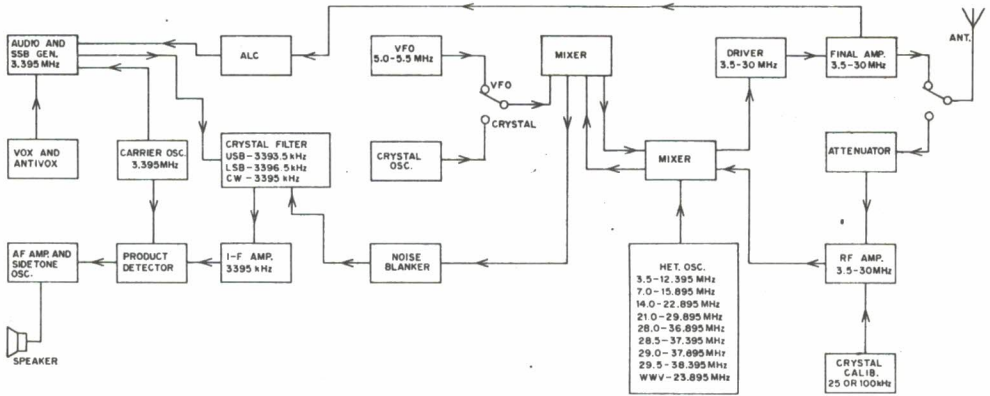 AUDIO AND
SSB GEN.
3.395 MHz
ALC
VFO
5.0-5.5 MHz
MIXER
DRIVER
3.5-30 MHz
FINAL AMP.
3.5-30 MHz
ANT.
VFO
CRYSTAL
VOX AND
ANTIVOX
CARRIER OSC.
3.395MHz
CRYSTAL FILTER
USB-3393.5 kHz
LSB-3396.5 kHz
CW-3395 kHz
CRYSTAL
OSC.
MIXER
ATTENUATOR
AF AMP. AND
SIDETONE
OSC.
PRODUCT
DETECTOR
I-F AMP.
3395 kHz
NOISE
BLANKER
HET. OSC.
3.5-12.395 MHz
7.0-15.895 MHz
14.0-22.895 MHz
21.0-29.895 MHz
28.0-36.895 MHz
28.5-37.395 MHz
29.0-37.895 MHz
29.5-38.395 MHz
WWV-23.895 MHz
RF AMP.
3.5-30MHz
SPEAKER
CRYSTAL
CALIB.
25 OR 100kHz